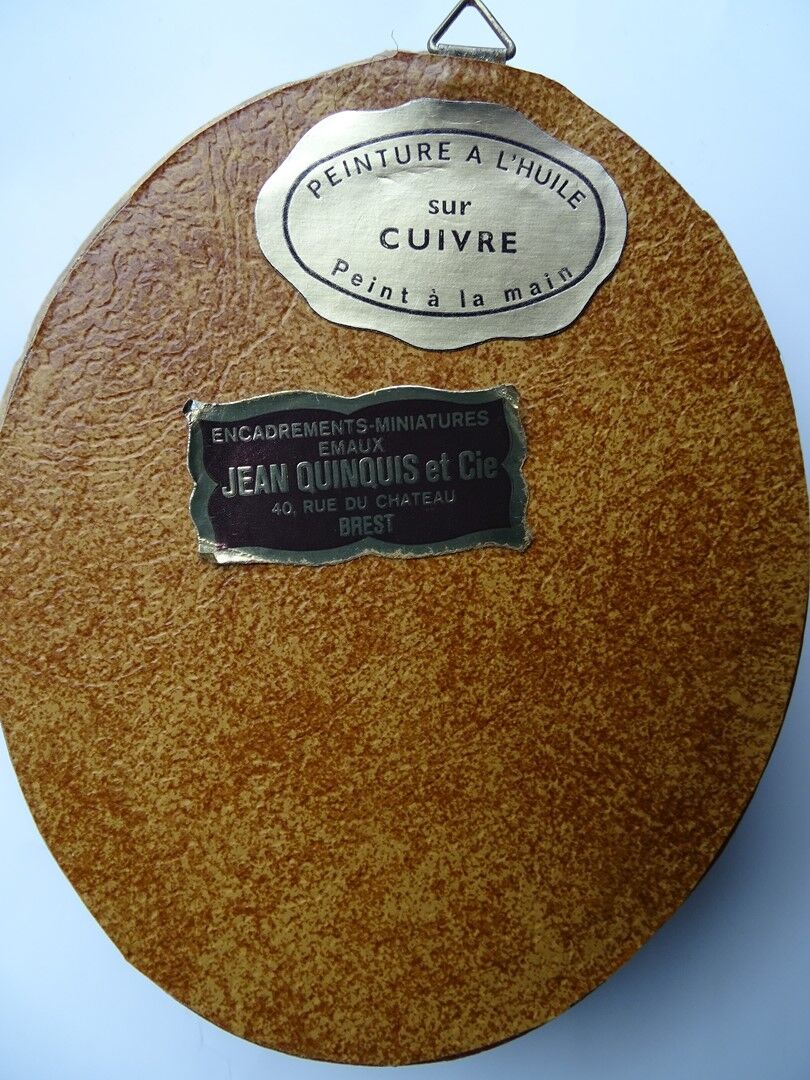 PEINTURE A L'HUILE
sur
CUIVRE
Peint à la main
ENCADREMENTS-MINIATURES
EMAUX
JEAN QUINQUIS et Cie
40, RUE DU CHATEAU
BREST